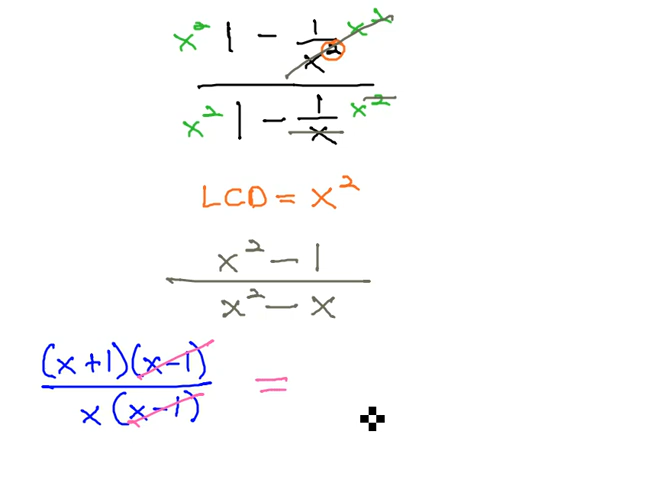 x² 1 - 1/x² x²
x² 1 - 1/x x²
LCD = x²
x² - 1
x² - x
(x + 1)(x - 1)
x (x - 1)
=